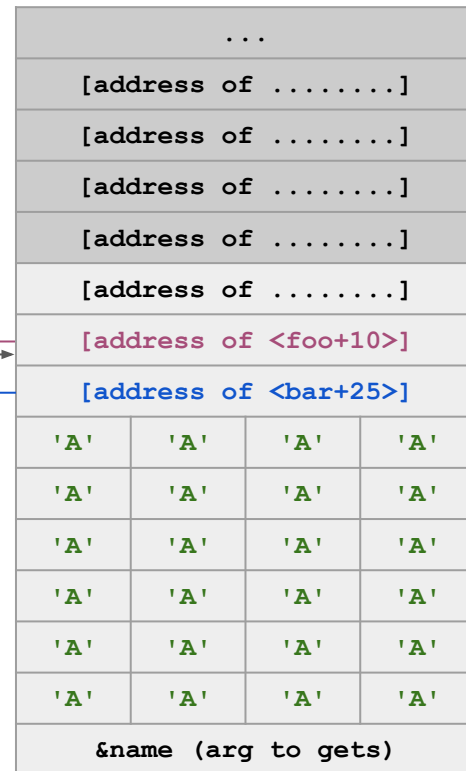 ...
[address of ........]
[address of ........]
[address of ........]
[address of ........]
[address of ........]
[address of <foo+10>]
[address of <bar+25>]
'A' 'A' 'A' 'A'
'A' 'A' 'A' 'A'
'A' 'A' 'A' 'A'
'A' 'A' 'A' 'A'
'A' 'A' 'A' 'A'
'A' 'A' 'A' 'A'
&name (arg to gets)